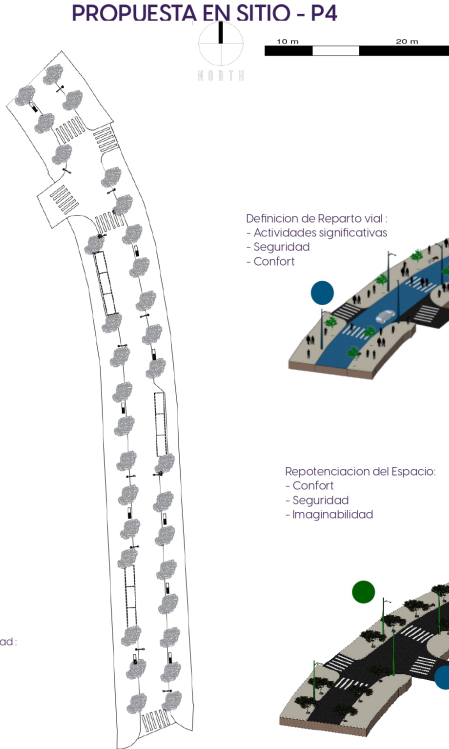 PROPUESTA EN SITIO - P4
10 m
20 m
NORTH
Definicion de Reparto vial :
- Actividades significativas
- Seguridad
- Confort
Repotenciacion del Espacio:
- Confort
- Seguridad
- Imaginabilidad
ad :